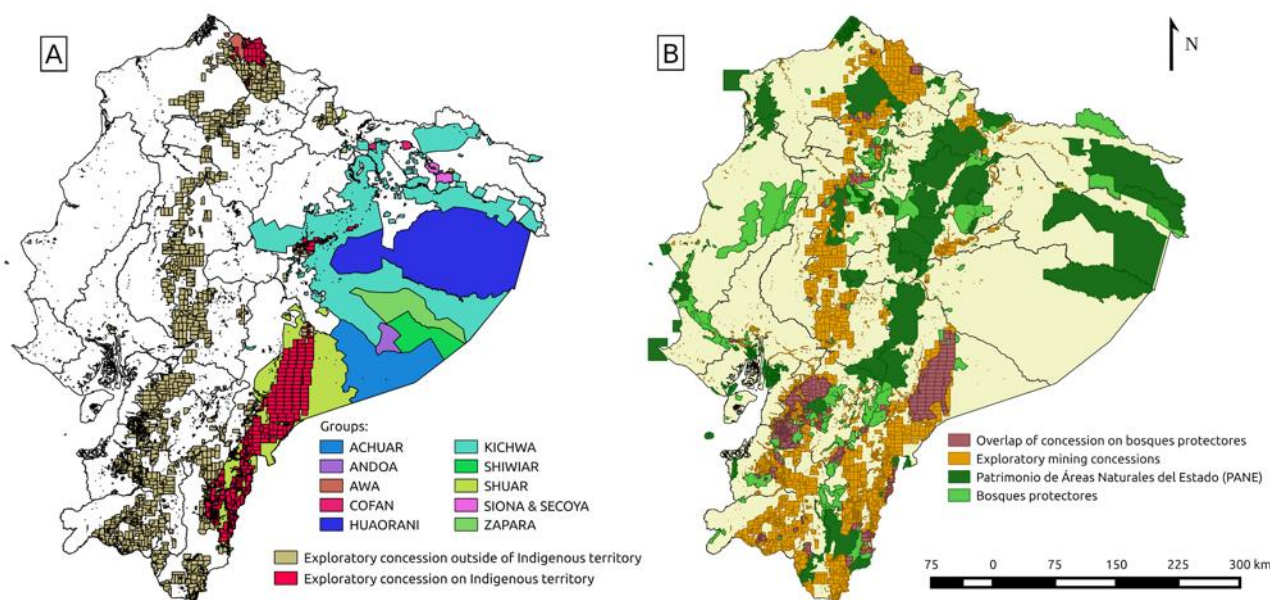 A
Groups:
ACHUAR
ANDOA
AWA
COFAN
HUAORANI
KICHWA
SHIWIAR
SHUAR
SIONA & SECOYA
ZAPARA
Exploratory concession outside of Indigenous territory
Exploratory concession on Indigenous territory
B
N
Overlap of concession on bosques protectores
Exploratory mining concessions
Patrimonio de Áreas Naturales del Estado (PANE)
Bosques protectores
75 0 75 150 225 300 km